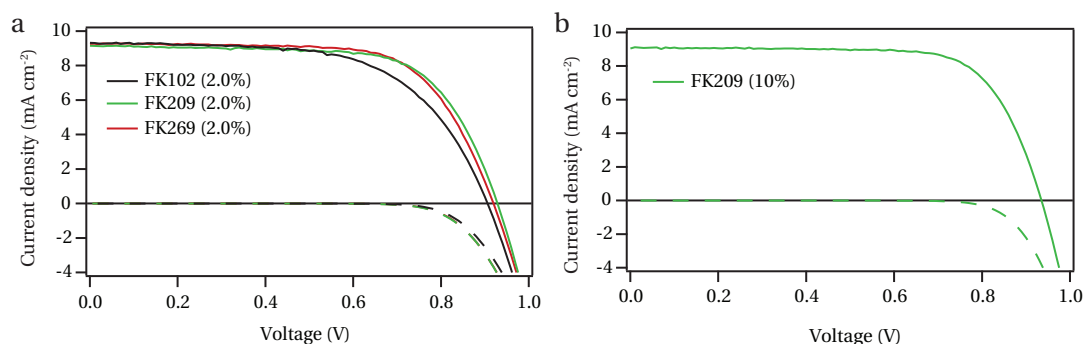 a
10
8
6
4
2
0
-2
-4
Current density (mA cm-2)
FK102 (2.0%)
FK209 (2.0%)
FK269 (2.0%)
0.0 0.2 0.4 0.6 0.8 1.0
Voltage (V)
b
10
8
6
4
2
0
-2
-4
Current density (mA cm-2)
FK209 (10%)
0.0 0.2 0.4 0.6 0.8 1.0
Voltage (V)